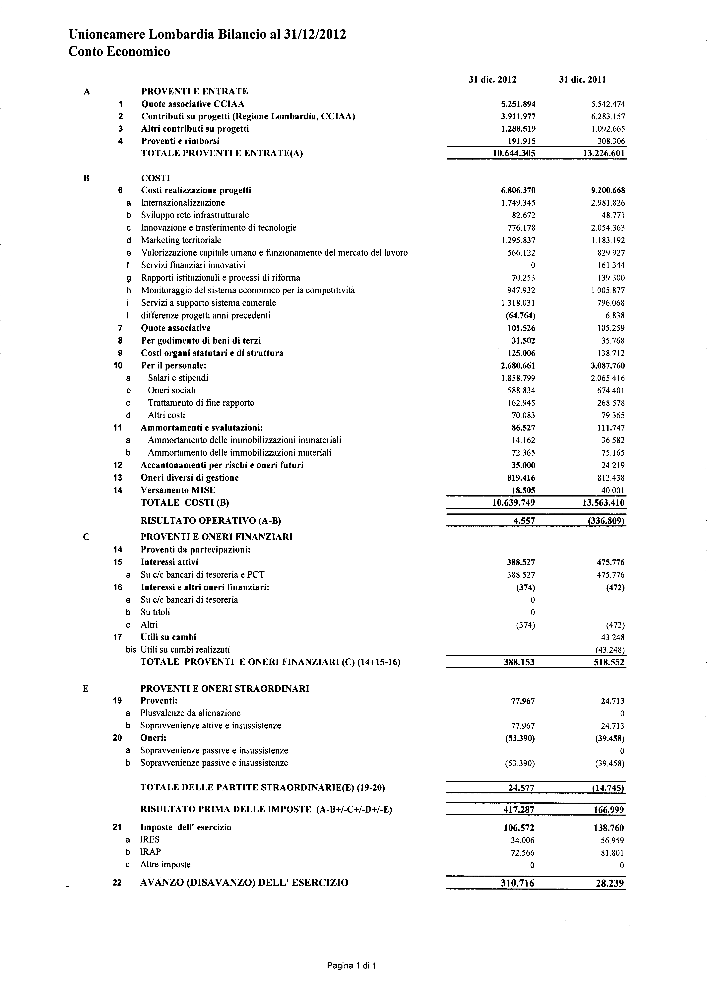 Unioncamere Lombardia Bilancio al 31/12/2012
Conto Economico
31 dic. 2012 31 dic. 2011
A PROVENTI E ENTRATE
1 Quote associative CCIAA 5.251.894 5.542.474
2 Contributi su progetti (Regione Lombardia, CCIAA) 3.911.977 6.283.157
3 Altri contributi su progetti 1.288.519 1.092.665
4 Proventi e rimborsi 191.915 308.306
TOTALE PROVENTI E ENTRATE(A) 10.644.305 13.226.601
B COSTI
6 Costi realizzazione progetti 6.806.370 9.200.668
a Internazionalizzazione 1.749.345 2.981.826
b Sviluppo rete infrastrutturale 82.672 48.771
c Innovazione e trasferimento di tecnologie 776.178 2.054.363
d Marketing territoriale 1.295.837 1.183.192
e Valorizzazione capitale umano e funzionamento del mercato del lavoro 566.122 829.927
f Servizi finanziari innovativi 0 161.344
g Rapporti istituzionali e processi di riforma 70.253 139.300
h Monitoraggio del sistema economico per la competitività 947.932 1.005.877
i Servizi a supporto sistema camerale 1.318.031 796.068
l differenze progetti anni precedenti (64.764) 6.838
7 Quote associative 101.526 105.259
8 Per godimento di beni di terzi 31.502 35.768
9 Costi organi statutari e di struttura 125.006 138.712
10 Per il personale: 2.680.661 3.087.760
a Salari e stipendi 1.858.799 2.065.416
b Oneri sociali 588.834 674.401
c Trattamento di fine rapporto 162.945 268.578
d Altri costi 70.083 79.365
11 Ammortamenti e svalutazioni: 86.527 111.747
a Ammortamento delle immobilizzazioni immateriali 14.162 36.582
b Ammortamento delle immobilizzazioni materiali 72.365 75.165
12 Accantonamenti per rischi e oneri futuri 35.000 24.219
13 Oneri diversi di gestione 819.416 812.438
14 Versamento MISE 18.505 40.001
TOTALE COSTI (B) 10.639.749 13.563.410
RISULTATO OPERATIVO (A-B) 4.557 (336.809)
C PROVENTI E ONERI FINANZIARI
14 Proventi da partecipazioni:
15 Interessi attivi 388.527 475.776
a Su c/c bancari di tesoreria e PCT 388.527 475.776
16 Interessi e altri oneri finanziari: (374) (472)
a Su c/c bancari di tesoreria 0
b Su titoli 0
c Altri (374) (472)
17 Utili su cambi 43.248
bis Utili su cambi realizzati (43.248)
TOTALE PROVENTI E ONERI FINANZIARI (C) (14+15-16) 388.153 518.552
E PROVENTI E ONERI STRAORDINARI
19 Proventi: 77.967 24.713
a Plusvalenze da alienazione 0
b Sopravvenienze attive e insussistenze 77.967 24.713
20 Oneri: (53.390) (39.458)
a Sopravvenienze passive e insussistenze 0
b Sopravvenienze passive e insussistenze (53.390) (39.458)
TOTALE DELLE PARTITE STRAORDINARIE(E) (19-20) 24.577 (14.745)
RISULTATO PRIMA DELLE IMPOSTE (A-B+/-C+/-D+/-E) 417.287 166.999
21 Imposte dell' esercizio 106.572 138.760
a IRES 34.006 56.959
b IRAP 72.566 81.801
c Altre imposte 0 0
22 AVANZO (DISAVANZO) DELL' ESERCIZIO 310.716 28.239
Pagina 1 di 1